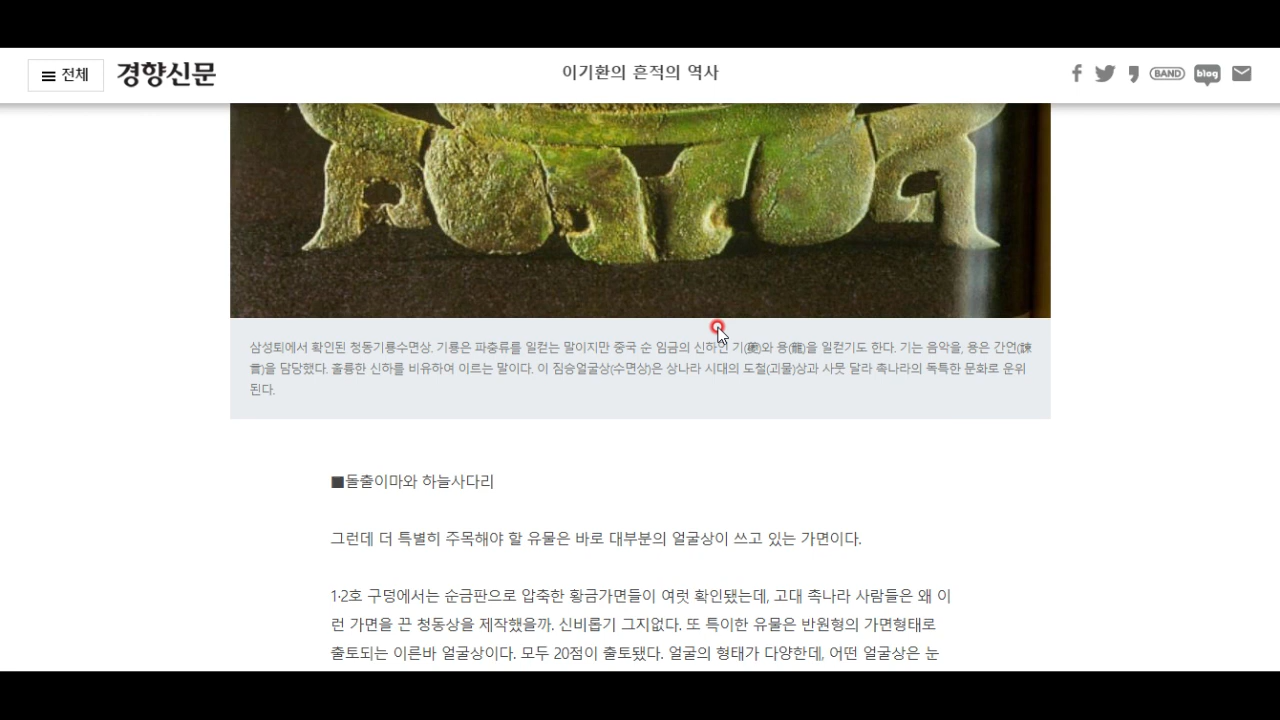 전체
경향신문
이기환의 흔적의 역사
BAND
blog
삼성퇴에서 확인된 청동기룡수면상. 기룡은 파충류를 일컫는 말이지만 중국 순 임금의 신하인 기(夔)와 용(龍)을 일컫기도 한다. 기는 음악을, 용은 간언(諫
言)을 담당했다. 훌륭한 신하를 비유하여 이르는 말이다. 이 짐승얼굴상(수면상)은 상나라 시대의 도철(괴물)상과 사뭇 달라 촉나라의 독특한 문화로 운위
된다.
■돌출이마와 하늘사다리
그런데 더 특별히 주목해야 할 유물은 바로 대부분의 얼굴상이 쓰고 있는 가면이다.
1·2호 구덩에서는 순금판으로 압축한 황금가면들이 여럿 확인됐는데, 고대 촉나라 사람들은 왜 이
런 가면을 낀 청동상을 제작했을까. 신비롭기 그지없다. 또 특이한 유물은 반원형의 가면형태로
출토되는 이른바 얼굴상이다. 모두 20점이 출토됐다. 얼굴의 형태가 다양한데, 어떤 얼굴상은 눈